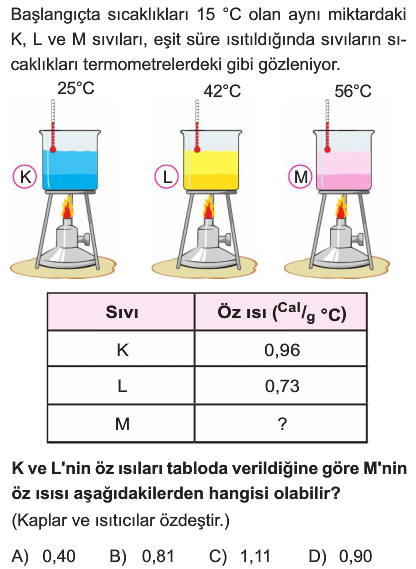 Başlangıçta sıcaklıkları 15 °C olan aynı miktardaki
K, L ve M sıvıları, eşit süre ısıtıldığında sıvıların sı-
caklıkları termometrelerdeki gibi gözleniyor.
25°C 42°C 56°C
K L M
Sıvı Öz ısı (Cal/g °C)
K 0,96
L 0,73
M ?
K ve L'nin öz ısıları tabloda verildiğine göre M'nin
öz ısısı aşağıdakilerden hangisi olabilir?
(Kaplar ve ısıtıcılar özdeştir.)
A) 0,40 B) 0,81 C) 1,11 D) 0,90